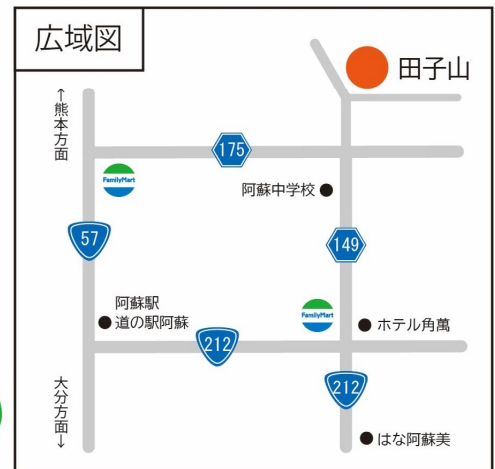 広域図
田子山
↑熊本方面
175
FamilyMart
阿蘇中学校
57
149
阿蘇駅
道の駅阿蘇
FamilyMart
ホテル角萬
212
212
大分方面↓
はな阿蘇美